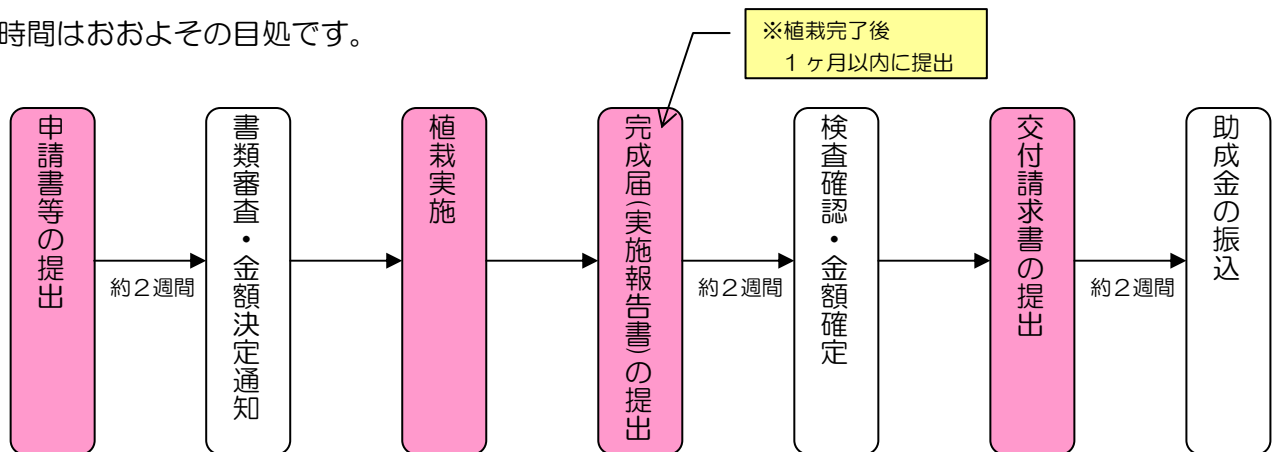 時間はおおよその目処です。
※植栽完了後
1ヶ月以内に提出
申請書等の提出
約2週間
書類審査・金額決定通知
植栽実施
完成届(実施報告書)の提出
約2週間
検査確認・金額確定
交付請求書の提出
約2週間
助成金の振込